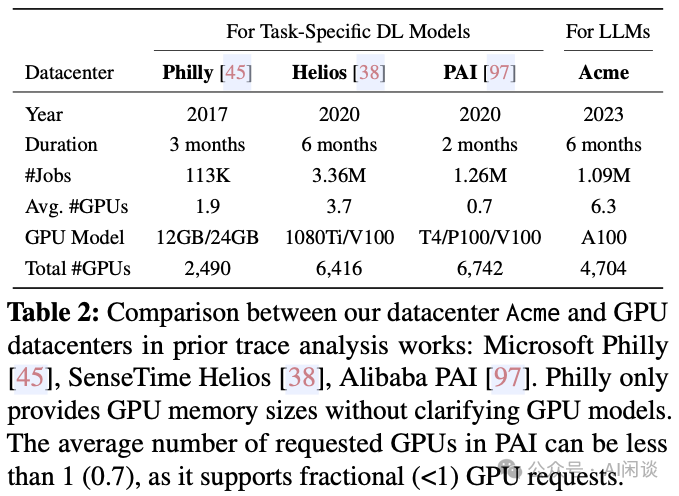 For Task-Specific DL Models For LLMs
Datacenter Philly [45] Helios [38] PAI [97] Acme
Year 2017 2020 2020 2023
Duration 3 months 6 months 2 months 6 months
#Jobs 113K 3.36M 1.26M 1.09M
Avg. #GPUs 1.9 3.7 0.7 6.3
GPU Model 12GB/24GB 1080Ti/V100 T4/P100/V100 A100
Total #GPUs 2,490 6,416 6,742 4,704
Table 2: Comparison between our datacenter Acme and GPU
datacenters in prior trace analysis works: Microsoft Philly
[45], SenseTime Helios [38], Alibaba PAI [97]. Philly only
provides GPU memory sizes without clarifying GPU models.
The average number of requested GPUs in PAI can be less
than 1 (0.7), as it supports fractional (<1) GPU requests.
公众号 · AI闲谈